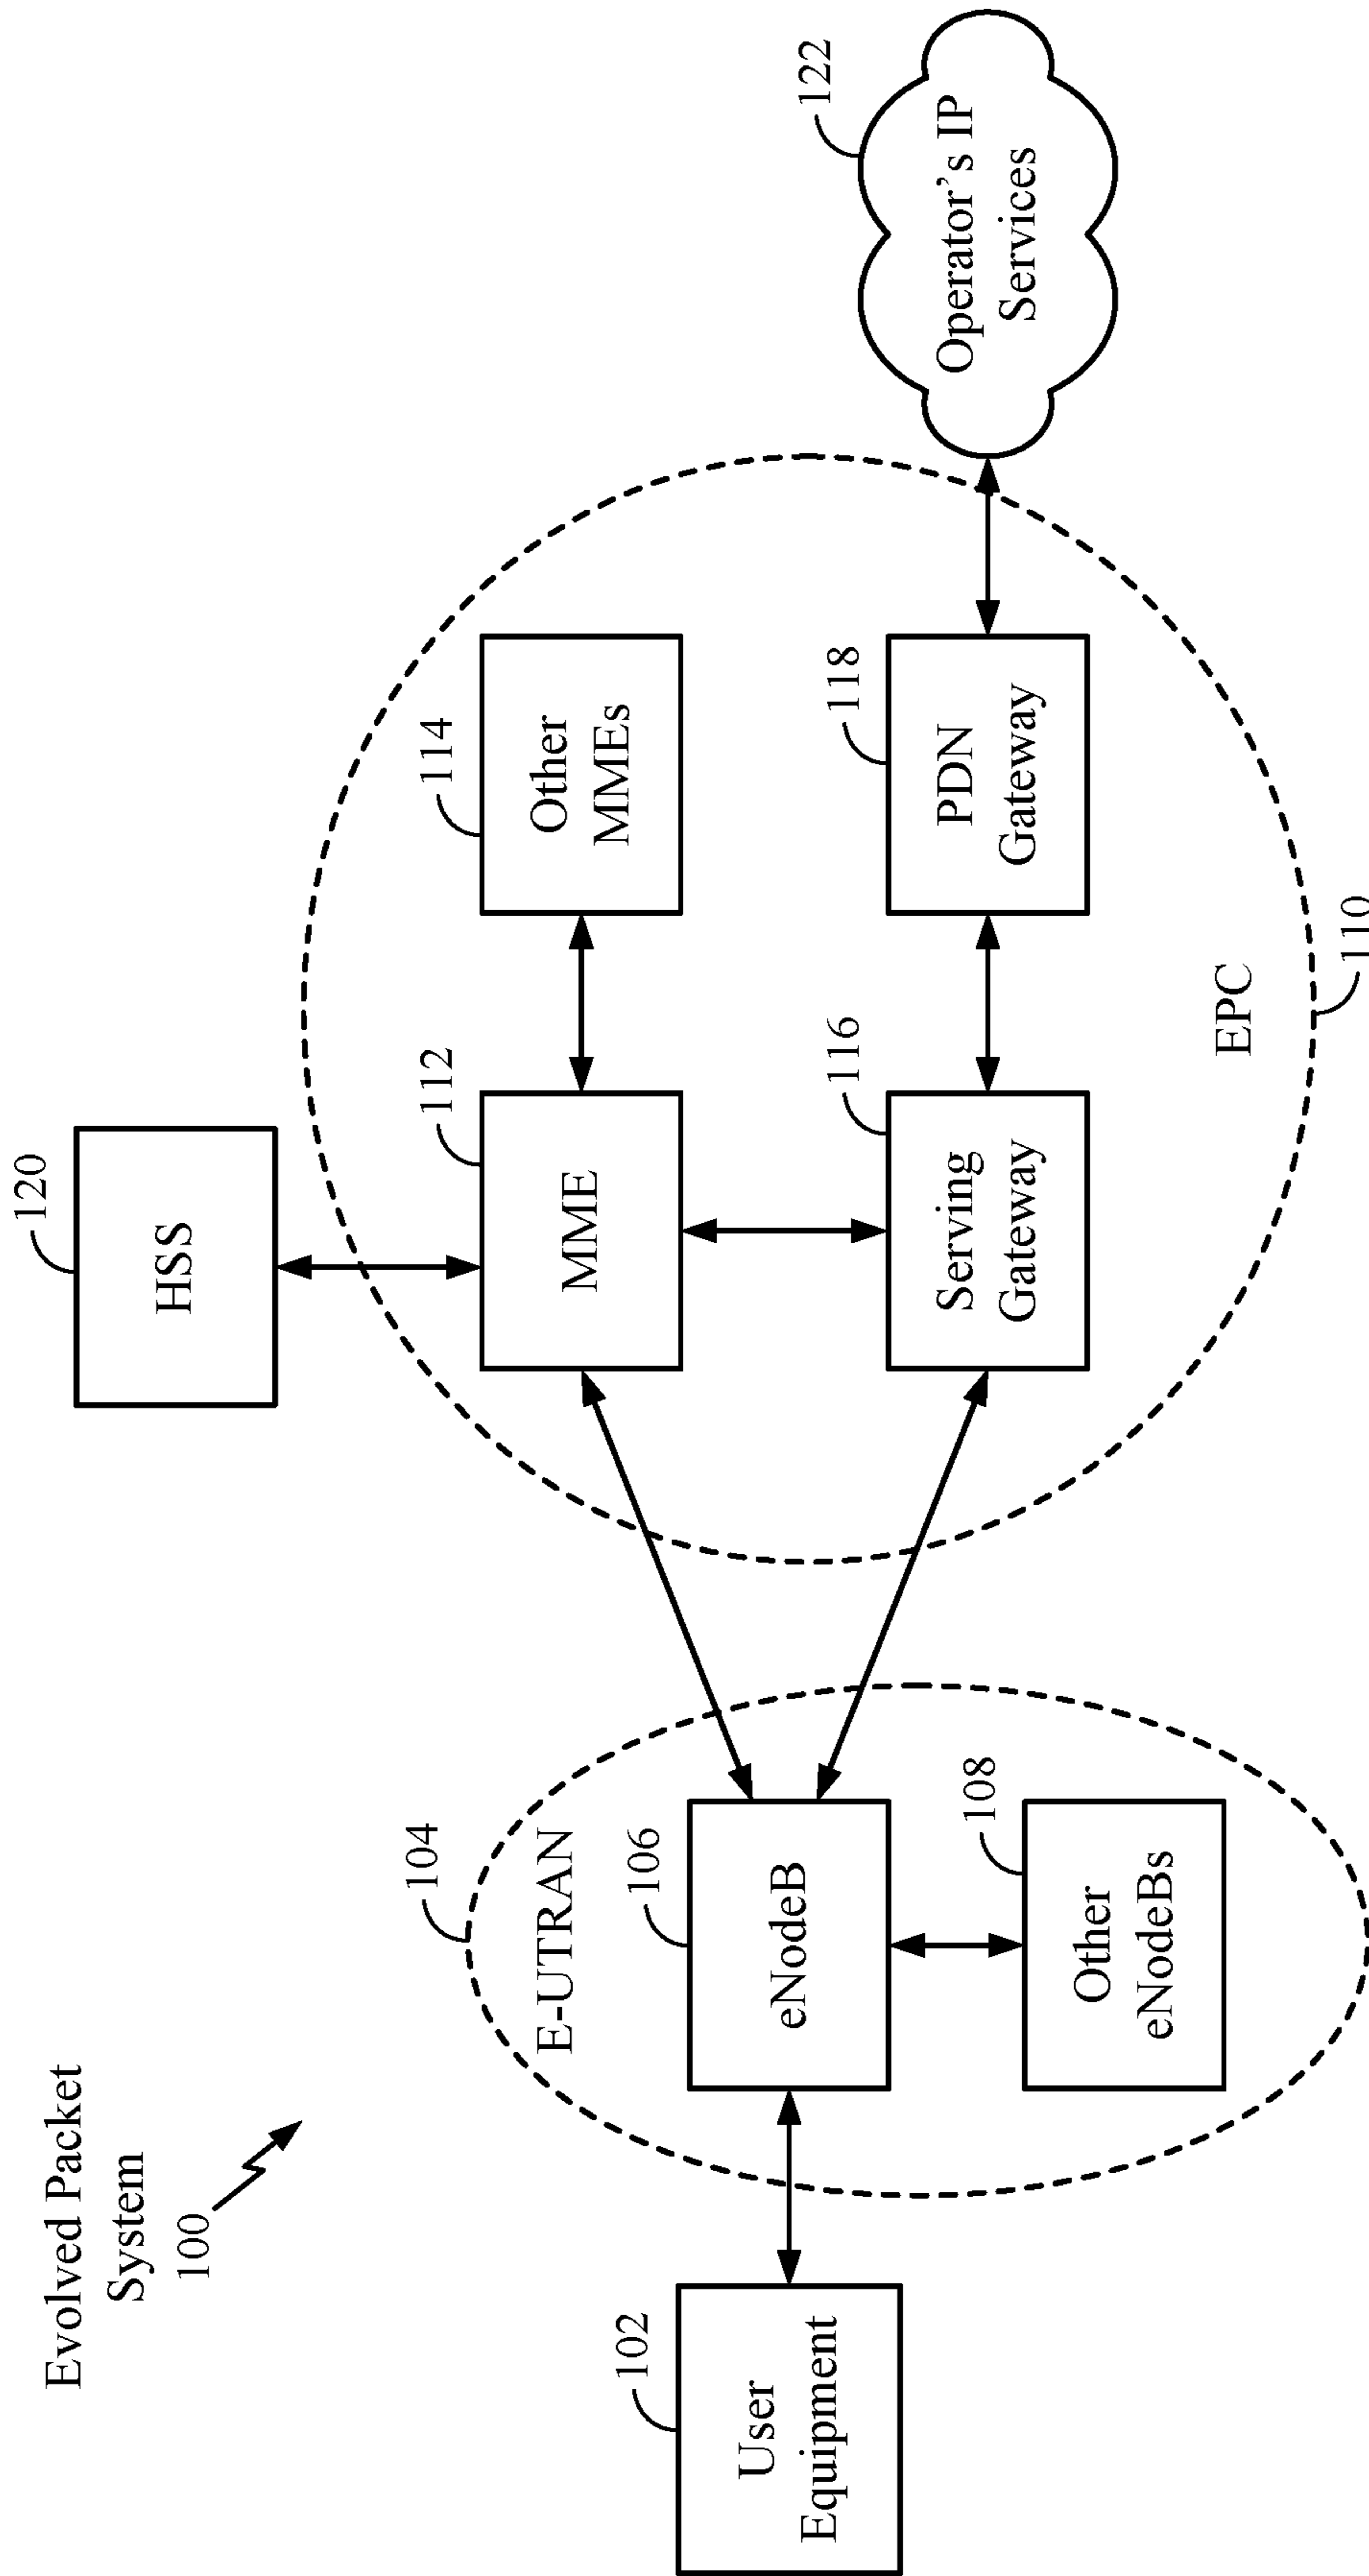 Evolved Packet
System
100
102
User
Equipment
104
E-UTRAN
106
eNodeB
108
Other
eNodeBs
120
HSS
112
MME
114
Other
MMEs
116
Serving
Gateway
118
PDN
Gateway
EPC
110
122
Operator’s IP
Services